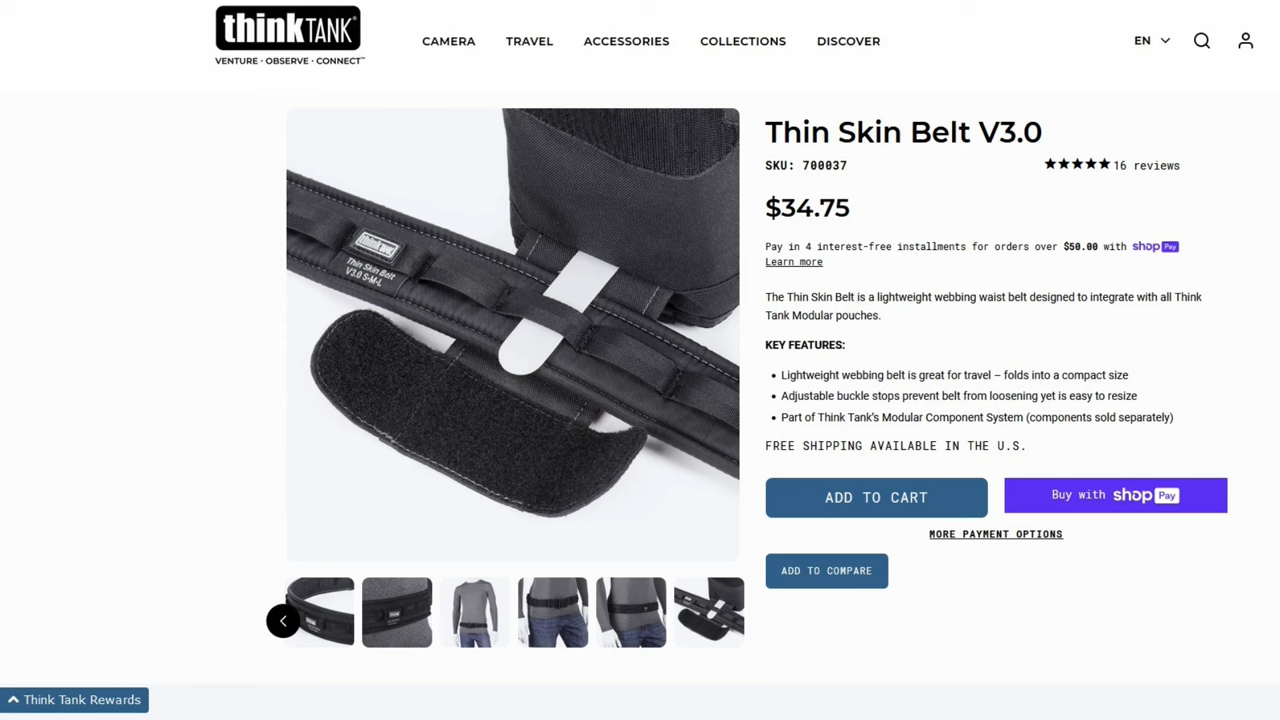 thinkTANK®
VENTURE · OBSERVE · CONNECT™
CAMERA TRAVEL ACCESSORIES COLLECTIONS DISCOVER
EN
thinkTANK
Thin Skin Belt
V3.0 S-M-L
Thin Skin Belt V3.0
SKU: 700037
16 reviews
$34.75
Pay in 4 interest-free installments for orders over $50.00 with shop Pay
Learn more
The Thin Skin Belt is a lightweight webbing waist belt designed to integrate with all Think
Tank Modular pouches.
KEY FEATURES:
• Lightweight webbing belt is great for travel – folds into a compact size
• Adjustable buckle stops prevent belt from loosening yet is easy to resize
• Part of Think Tank's Modular Component System (components sold separately)
FREE SHIPPING AVAILABLE IN THE U.S.
ADD TO CART
Buy with shop Pay
MORE PAYMENT OPTIONS
ADD TO COMPARE
Think Tank Rewards